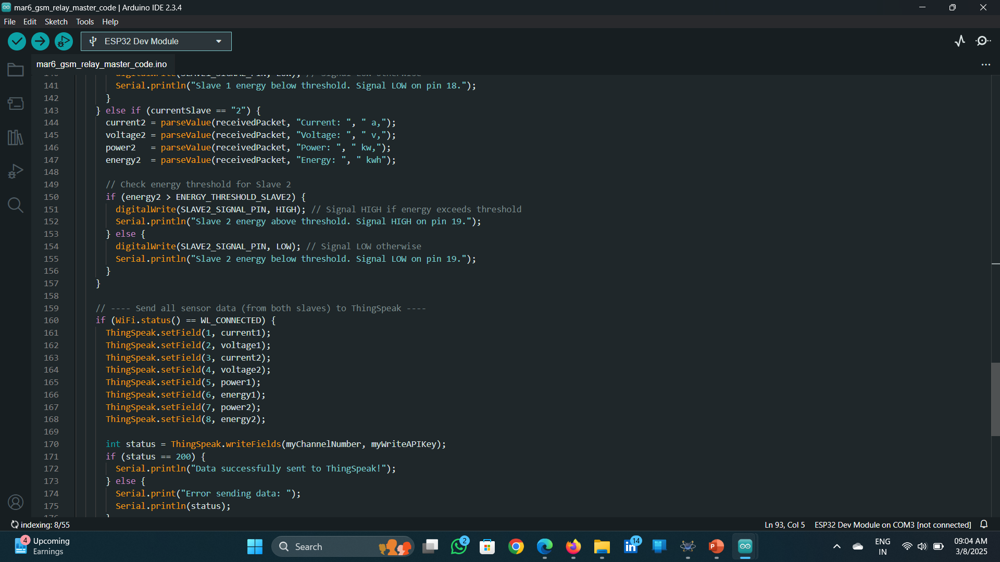 mar6_gsm_relay_master_code | Arduino IDE 2.3.4
File Edit Sketch Tools Help
ESP32 Dev Module
mar6_gsm_relay_master_code.ino
141 Serial.println("Slave 1 energy below threshold. Signal LOW on pin 18.");
142 }
143 } else if (currentSlave == "2") {
144 current2 = parseValue(receivedPacket, "Current: ", " a,");
145 voltage2 = parseValue(receivedPacket, "Voltage: ", " v,");
146 power2   = parseValue(receivedPacket, "Power: ", " kw,");
147 energy2  = parseValue(receivedPacket, "Energy: ", " kwh");
148
149 // Check energy threshold for Slave 2
150 if (energy2 > ENERGY_THRESHOLD_SLAVE2) {
151 digitalWrite(SLAVE2_SIGNAL_PIN, HIGH); // Signal HIGH if energy exceeds threshold
152 Serial.println("Slave 2 energy above threshold. Signal HIGH on pin 19.");
153 } else {
154 digitalWrite(SLAVE2_SIGNAL_PIN, LOW); // Signal LOW otherwise
155 Serial.println("Slave 2 energy below threshold. Signal LOW on pin 19.");
156 }
157 }
158
159 // ---- Send all sensor data (from both slaves) to ThingSpeak ----
160 if (WiFi.status() == WL_CONNECTED) {
161 ThingSpeak.setField(1, current1);
162 ThingSpeak.setField(2, voltage1);
163 ThingSpeak.setField(3, current2);
164 ThingSpeak.setField(4, voltage2);
165 ThingSpeak.setField(5, power1);
166 ThingSpeak.setField(6, energy1);
167 ThingSpeak.setField(7, power2);
168 ThingSpeak.setField(8, energy2);
169
170 int status = ThingSpeak.writeFields(myChannelNumber, myWriteAPIKey);
171 if (status == 200) {
172 Serial.println("Data successfully sent to ThingSpeak!");
173 } else {
174 Serial.print("Error sending data: ");
175 Serial.println(status);
indexing: 8/55
Ln 93, Col 5 ESP32 Dev Module on COM3 [not connected]
4
Upcoming
Earnings
Search
2
14
ENG
IN
09:04 AM
3/8/2025